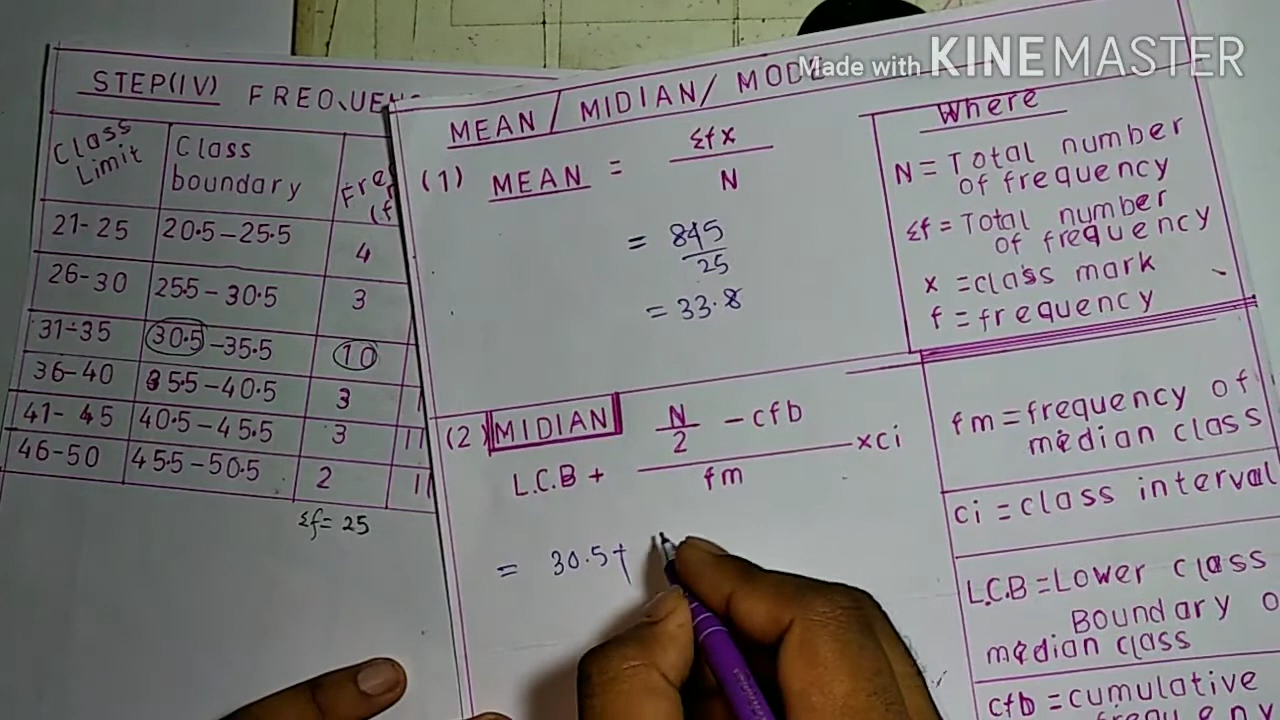 Made with KINEMASTER
STEP(IV) FREQUEN
Class Limit Class boundary
21-25 20.5-25.5 4
26-30 25.5-30.5 3
31-35 30.5-35.5 10
36-40 35.5-40.5 3
41-45 40.5-45.5 3
46-50 45.5-50.5 2
Σf=25
MEAN/MIDIAN/MODE
(1) MEAN = Σfx
N
= 845
25
= 33.8
(2) MIDIAN
L.C.B + N/2 -cfb
fm
×ci
= 30.5+
Where
N=Total number
of frequency
Σf=Total number
of frequency
x =class mark
f=frequency
fm=frequency of
median class
ci=class interval
L.C.B=Lower class
Boundary
median class
cfb=cumulative